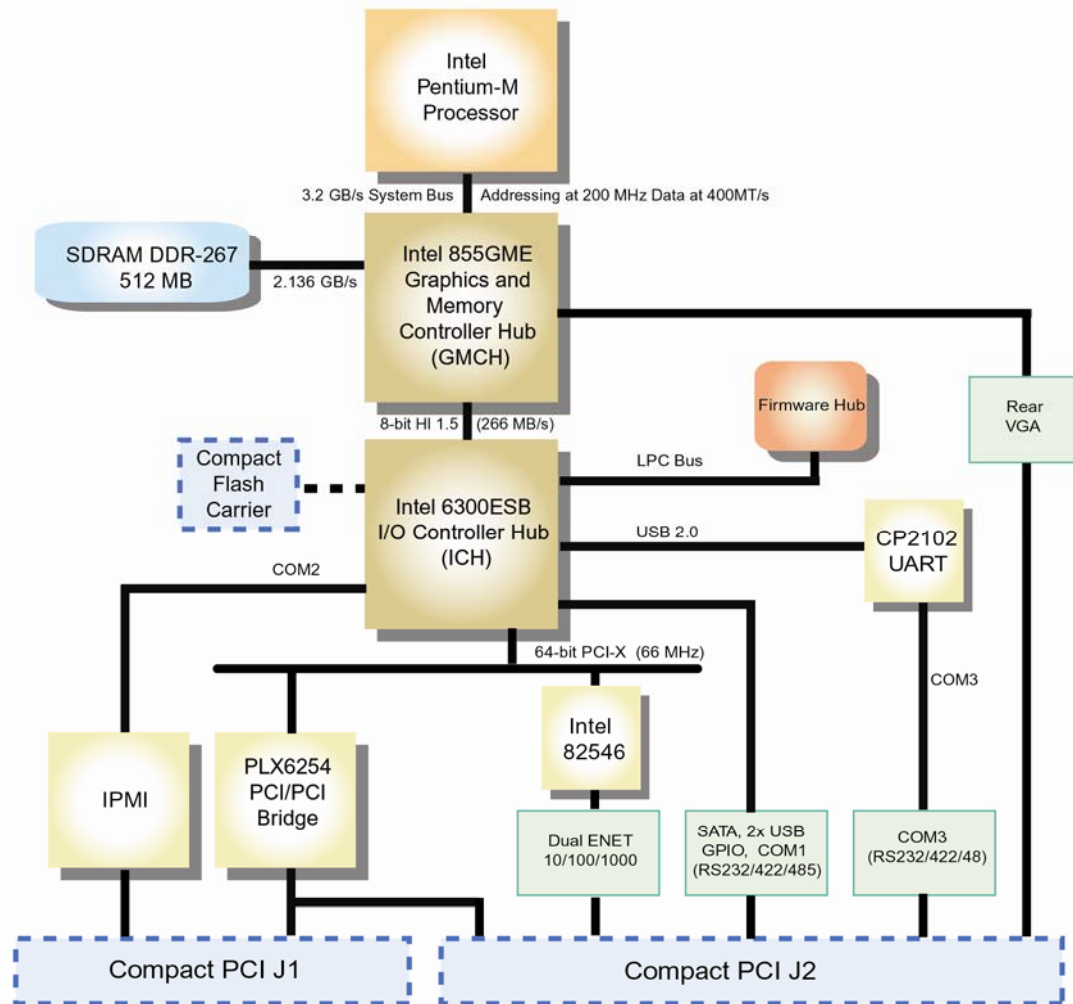 Intel
Pentium-M
Processor
3.2 GB/s System Bus
Addressing at 200 MHz Data at 400MT/s
SDRAM DDR-267
512 MB
2.136 GB/s
Intel 855GME
Graphics and
Memory
Controller Hub
(GMCH)
Firmware Hub
Rear
VGA
8-bit HI 1.5
(266 MB/s)
Compact
Flash
Carrier
LPC Bus
Intel 6300ESB
I/O Controller Hub
(ICH)
USB 2.0
CP2102
UART
COM2
64-bit PCI-X (66 MHz)
COM3
IPMI
PLX6254
PCI/PCI
Bridge
Intel
82546
Dual ENET
10/100/1000
SATA, 2x USB
GPIO, COM1
(RS232/422/485)
COM3
(RS232/422/48)
Compact PCI J1
Compact PCI J2